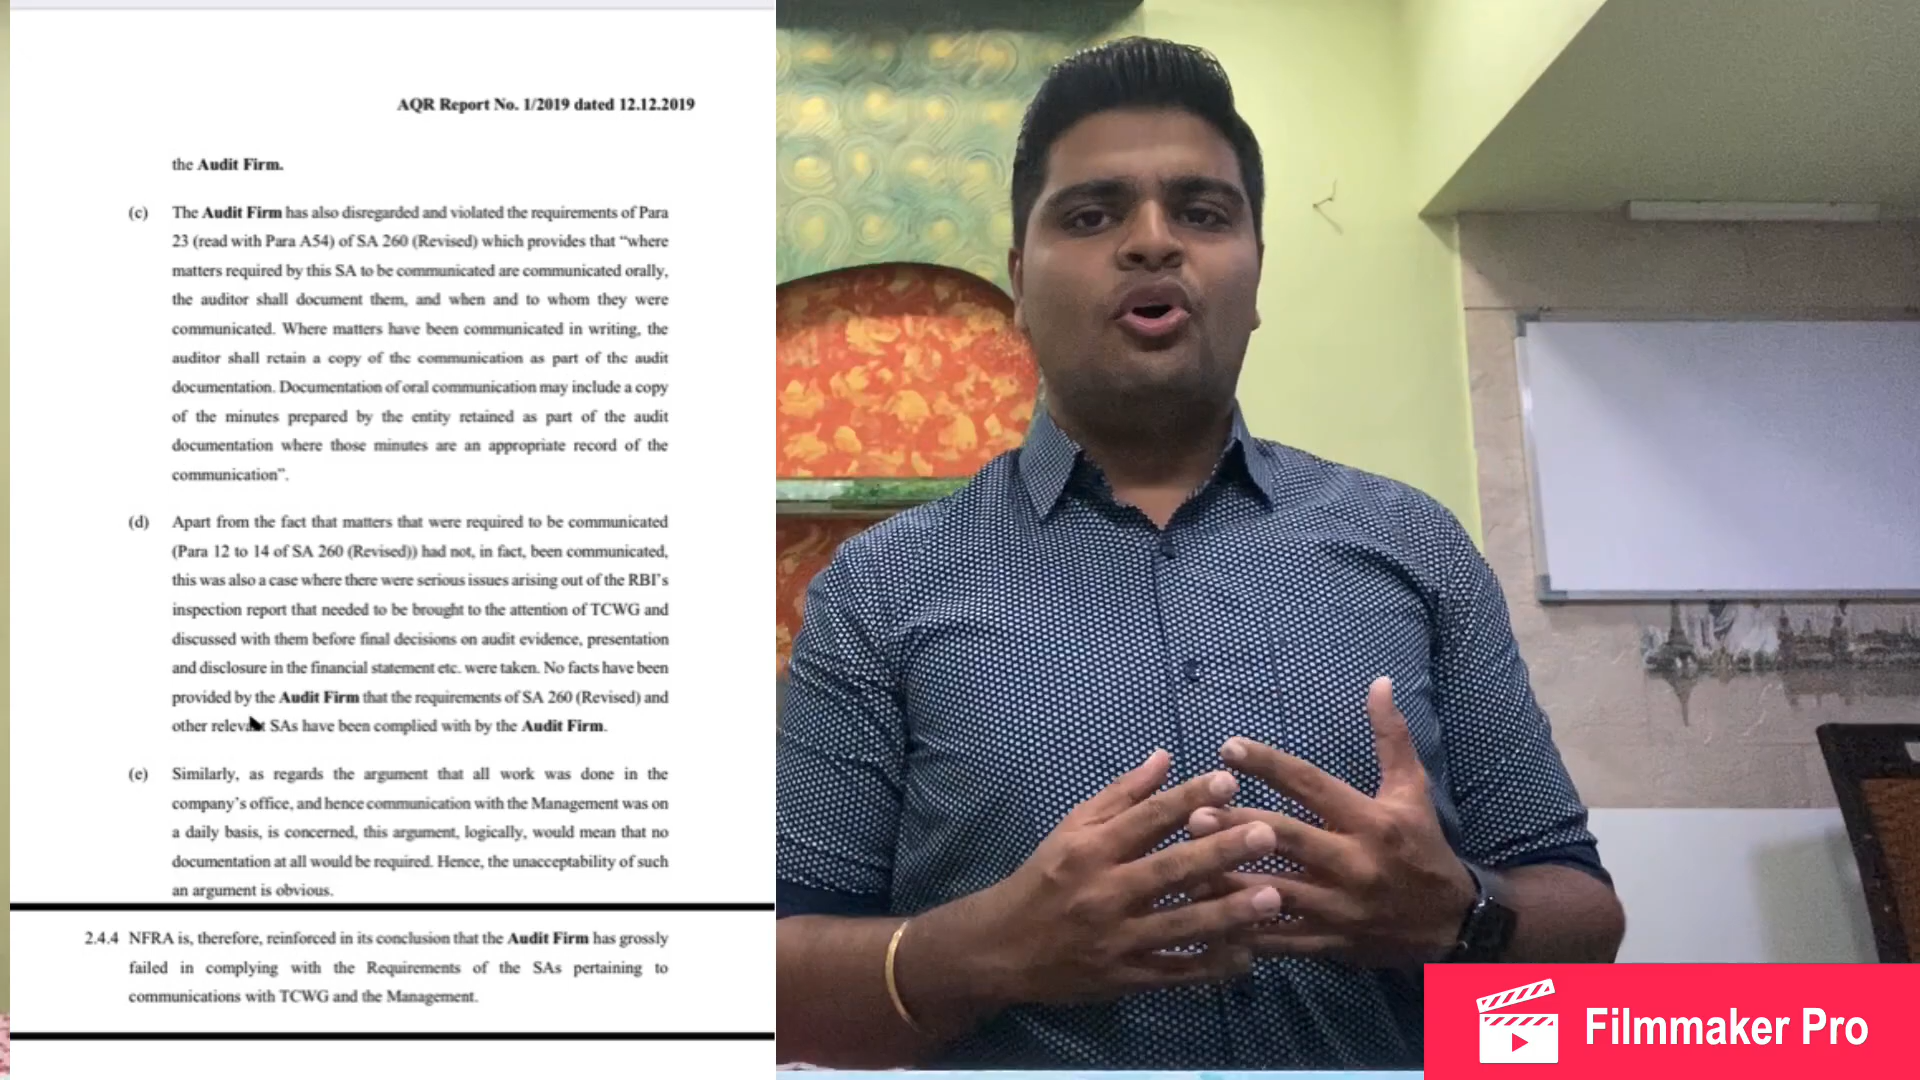 AQR Report No. 1/2019 dated 12.12.2019
the Audit Firm.
(c) The Audit Firm has also disregarded and violated the requirements of Para
23 (read with Para A54) of SA 260 (Revised) which provides that “where
matters required by this SA to be communicated are communicated orally,
the auditor shall document them, and when and to whom they were
communicated. Where matters have been communicated in writing, the
auditor shall retain a copy of the communication as part of the audit
documentation. Documentation of oral communication may include a copy
of the minutes prepared by the entity retained as part of the audit
documentation where those minutes are an appropriate record of the
communication”.
(d) Apart from the fact that matters that were required to be communicated
(Para 12 to 14 of SA 260 (Revised)) had not, in fact, been communicated,
this was also a case where there were serious issues arising out of the RBI’s
inspection report that needed to be brought to the attention of TCWG and
discussed with them before final decisions on audit evidence, presentation
and disclosure in the financial statement etc. were taken. No facts have been
provided by the Audit Firm that the requirements of SA 260 (Revised) and
other relevant SAs have been complied with by the Audit Firm.
(e) Similarly, as regards the argument that all work was done in the
company’s office, and hence communication with the Management was on
a daily basis, is concerned, this argument, logically, would mean that no
documentation at all would be required. Hence, the unacceptability of such
an argument is obvious.
2.4.4 NFRA is, therefore, reinforced in its conclusion that the Audit Firm has grossly
failed in complying with the Requirements of the SAs pertaining to
communications with TCWG and the Management.
Filmmaker Pro